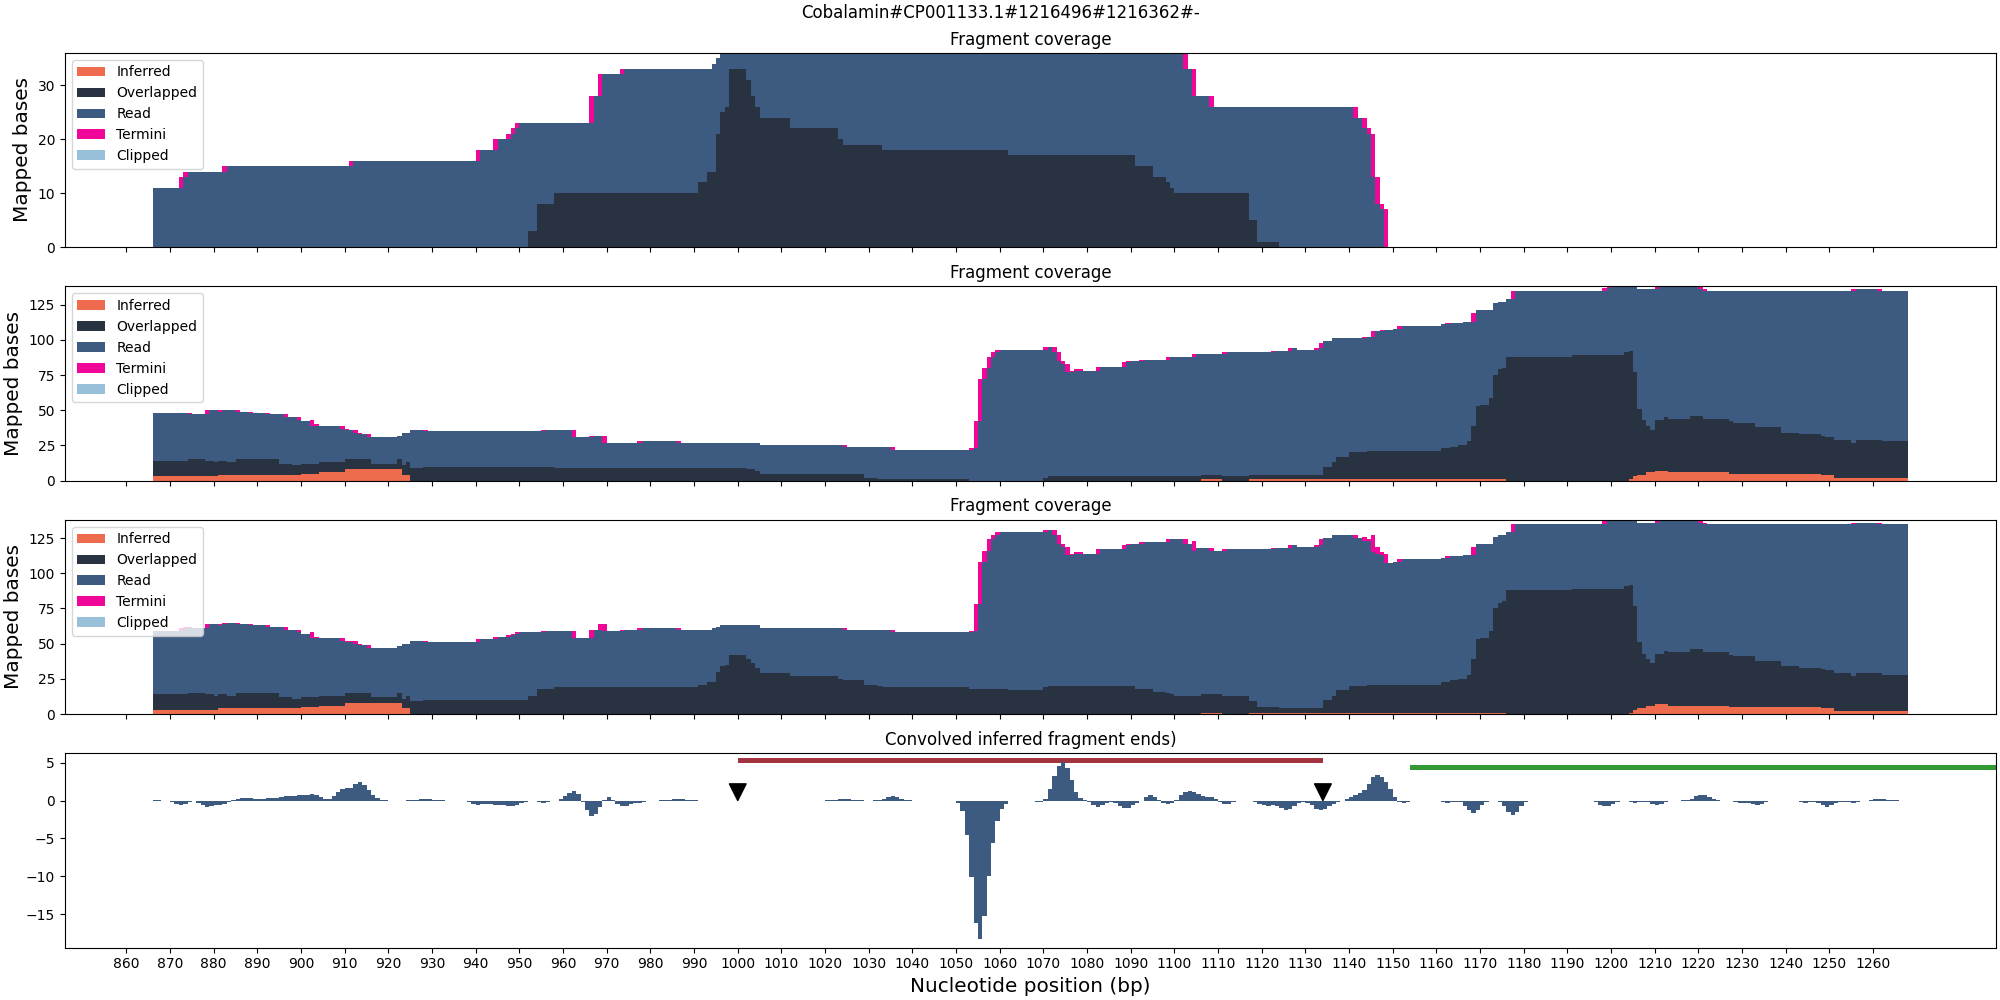 Cobalamin#CP001133.1#1216496#1216362#-
Fragment coverage
Mapped bases
30
20
10
0
Inferred
Overlapped
Read
Termini
Clipped
Fragment coverage
Mapped bases
125
100
75
50
25
0
Inferred
Overlapped
Read
Termini
Clipped
Fragment coverage
Mapped bases
125
100
75
50
25
0
Inferred
Overlapped
Read
Termini
Clipped
Convolved inferred fragment ends)
5
0
−5
−10
−15
860 870 880 890 900 910 920 930 940 950 960 970 980 990 1000 1010 1020 1030 1040 1050 1060 1070 1080 1090 1100 1110 1120 1130 1140 1150 1160 1170 1180 1190 1200 1210 1220 1230 1240 1250 1260
Nucleotide position (bp)